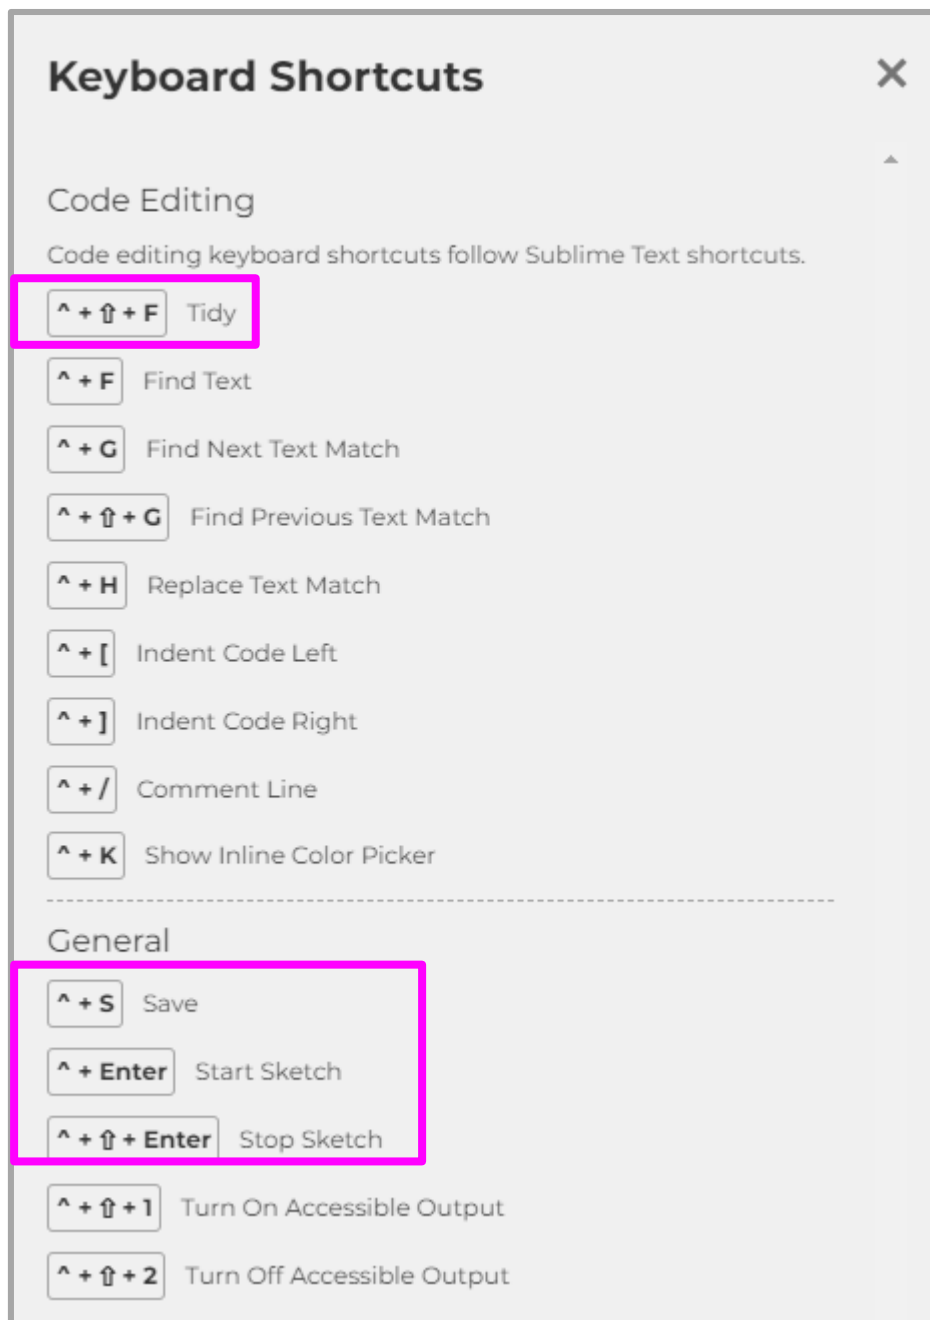 Keyboard Shortcuts
Code Editing
Code editing keyboard shortcuts follow Sublime Text shortcuts.
^ + ⇧ + F Tidy
^ + F Find Text
^ + G Find Next Text Match
^ + ⇧ + G Find Previous Text Match
^ + H Replace Text Match
^ + [ Indent Code Left
^ + ] Indent Code Right
^ + / Comment Line
^ + K Show Inline Color Picker
General
^ + S Save
^ + Enter Start Sketch
^ + ⇧ + Enter Stop Sketch
^ + ⇧ + 1 Turn On Accessible Output
^ + ⇧ + 2 Turn Off Accessible Output